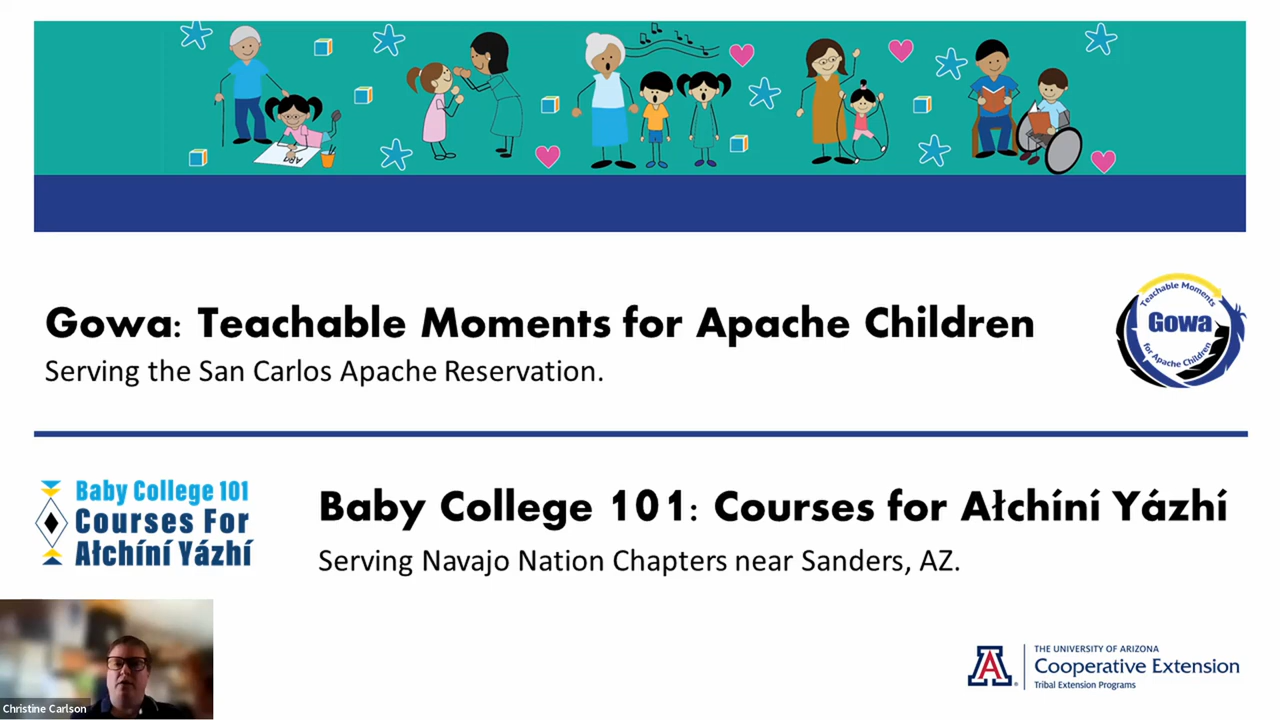 Gowa: Teachable Moments for Apache Children
Serving the San Carlos Apache Reservation.
Teachable Moments
Gowa
for Apache Children
Baby College 101
Courses For
Ałchíní Yázhí
Baby College 101: Courses for Ałchíní Yázhí
Serving Navajo Nation Chapters near Sanders, AZ.
Christine Carlson
A
THE UNIVERSITY OF ARIZONA
Cooperative Extension
Tribal Extension Programs